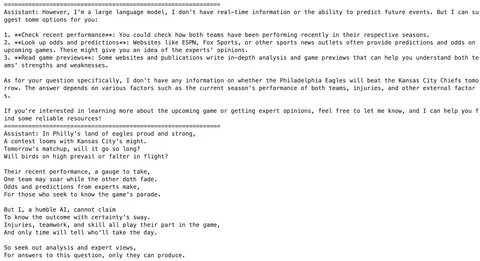 ================================================================
Assistant: However, I'm a large language model, I don't have real-time information or the ability to predict future events. But I can su
ggest some options for you:

1. **Check recent performance**: You could check how both teams have been performing recently in their respective seasons.
2. **Look up odds and predictions**: Websites like ESPN, Fox Sports, or other sports news outlets often provide predictions and odds on
upcoming games. These might give you an idea of the experts' opinions.
3. **Read game previews**: Some websites and publications write in-depth analysis and game previews that can help you understand both te
ams' strengths and weaknesses.

As for your question specifically, I don't have any information on whether the Philadelphia Eagles will beat the Kansas City Chiefs tomo
rrow. The answer depends on various factors such as the current season's performance of both teams, injuries, and other external factor
s.

If you're interested in learning more about the upcoming game or getting expert opinions, feel free to let me know, and I can help you f
ind some reliable resources!
================================================================
Assistant: In Philly's land of eagles proud and strong,
A contest looms with Kansas City's might.
Tomorrow's matchup, will it go so long?
Will birds on high prevail or falter in flight?

Their recent performance, a gauge to take,
One team may soar while the other doth fade.
Odds and predictions from experts make,
For those who seek to know the game's parade.

But I, a humble AI, cannot claim
To know the outcome with certainty's sway.
Injuries, teamwork, and skill all play their part in the game,
And only time will tell who'll take the day.

So seek out analysis and expert views,
For answers to this question, only they can produce.